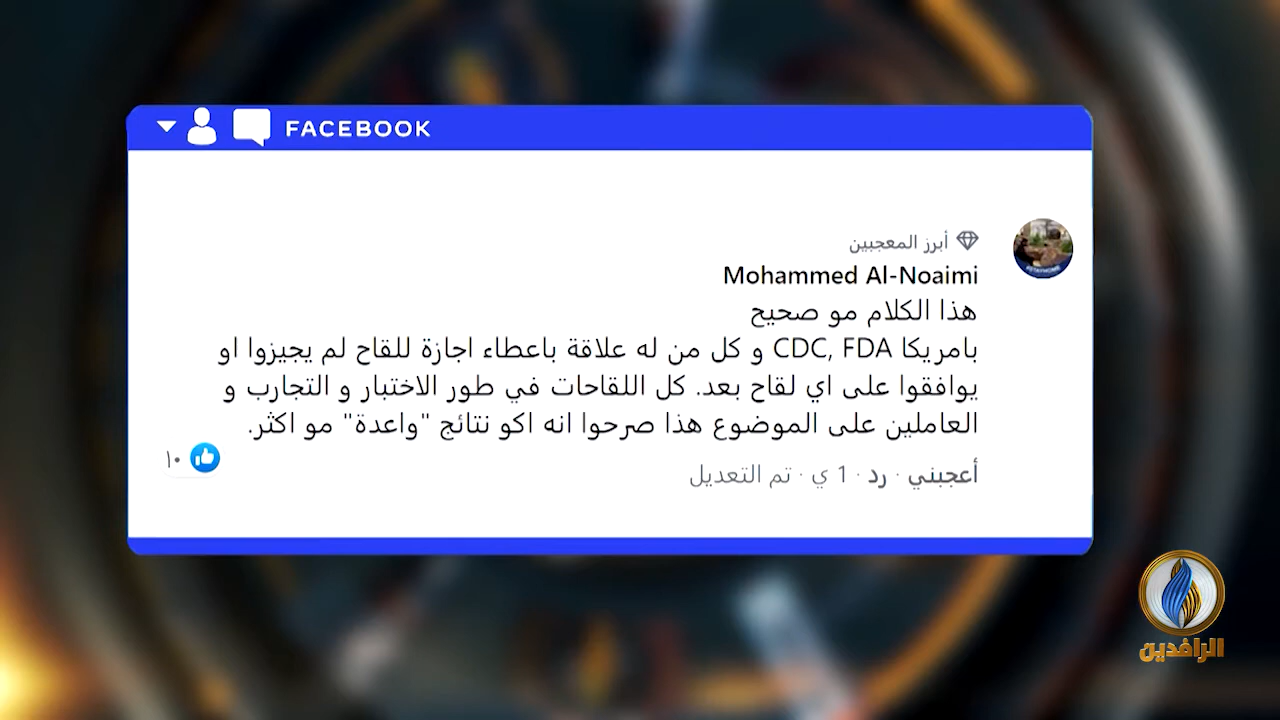 FACEBOOK
أبرز المعجبين
Mohammed Al-Noaimi
هذا الكلام مو صحيح
بامريكا CDC, FDA و كل من له علاقة باعطاء اجازة للقاح لم يجيزوا او
يوافقوا على اي لقاح بعد. كل اللقاحات في طور الاختبار و التجارب و
العاملين على الموضوع هذا صرحوا انه اكو نتائج "واعدة" مو اكثر.
١٠
أعجبني · رد · 1 ي · تم التعديل
الرافدين